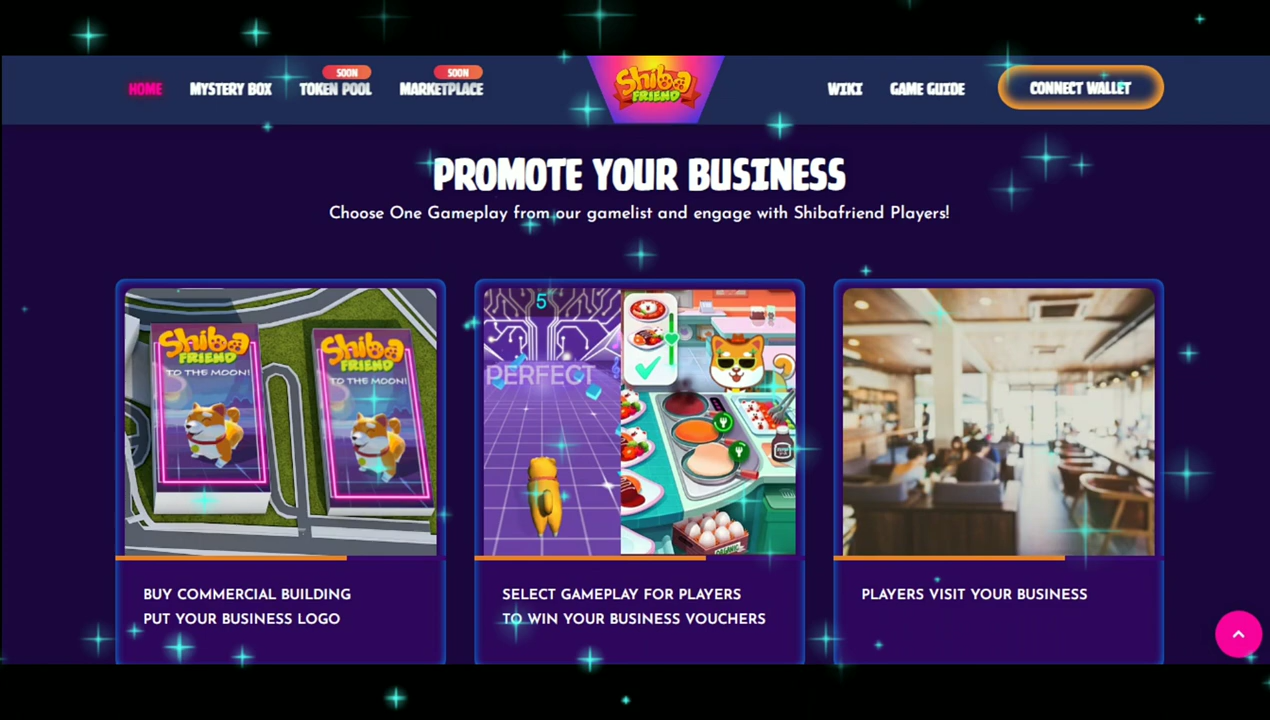 HOME
MYSTERY BOX
SOON
TOKEN POOL
SOON
MARKETPLACE
Shiba
FRIEND
WIKI
GAME GUIDE
CONNECT WALLET
PROMOTE YOUR BUSINESS
Choose One Gameplay from our gamelist and engage with Shibafriend Players!
Shiba
FRIEND
TO THE MOON!
Shiba
FRIEND
TO THE MOON!
5
PERFECT
ORGANIC
BUY COMMERCIAL BUILDING
PUT YOUR BUSINESS LOGO
SELECT GAMEPLAY FOR PLAYERS
TO WIN YOUR BUSINESS VOUCHERS
PLAYERS VISIT YOUR BUSINESS